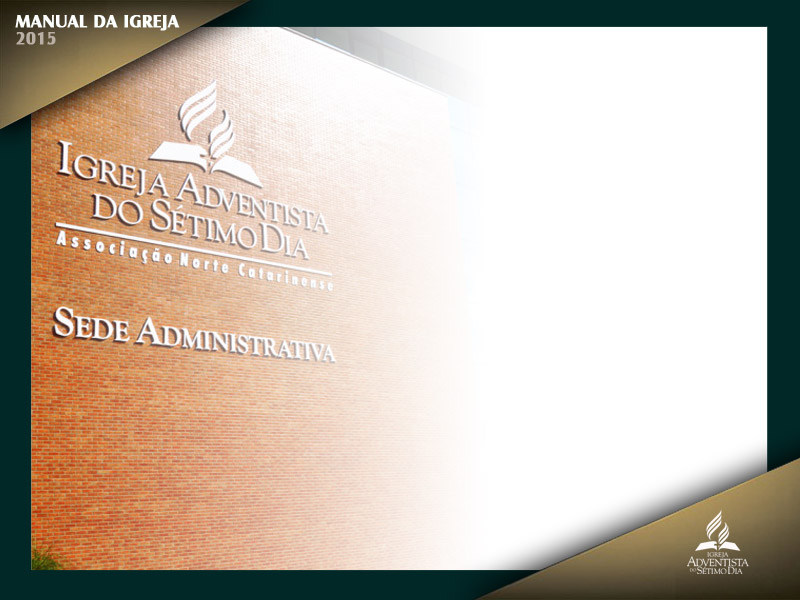 MANUAL DA IGREJA
2015
IGREJA ADVENTISTA
DO SÉTIMO DIA
Associação Norte Catarinense
SEDE ADMINISTRATIVA
IGREJA
ADVENTISTA
DO SÉTIMO DIA